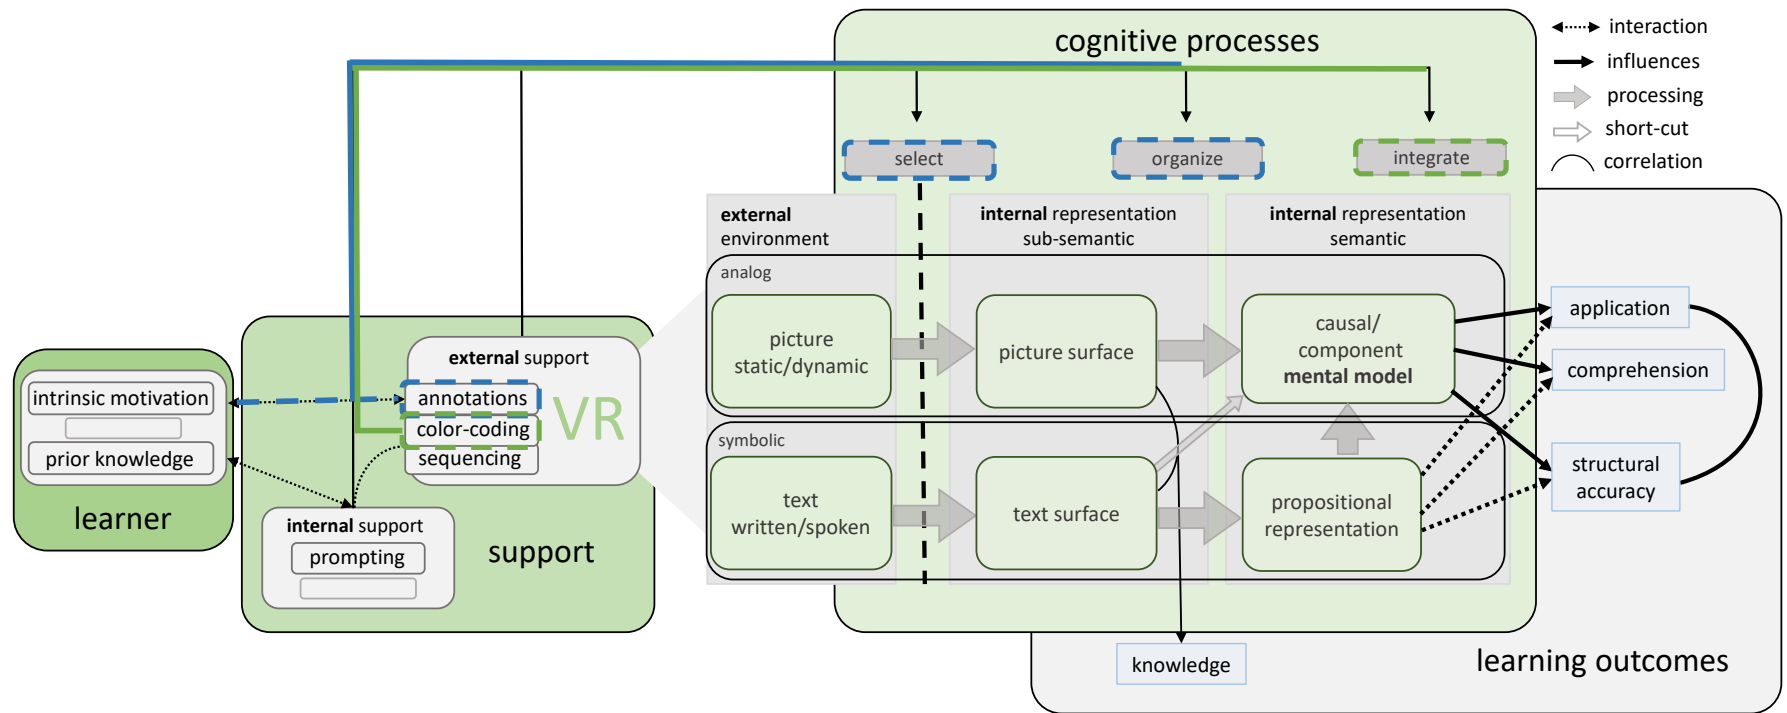 cognitive processes
interaction
influences
processing
short-cut
correlation
select
organize
integrate
external
environment
internal representation
sub-semantic
internal representation
semantic
analog
picture
static/dynamic
picture surface
causal/
component
mental model
application
comprehension
structural
accuracy
symbolic
text
written/spoken
text surface
propositional
representation
knowledge
learning outcomes
external support
annotations
color-coding
sequencing
VR
intrinsic motivation
prior knowledge
learner
internal support
prompting
support